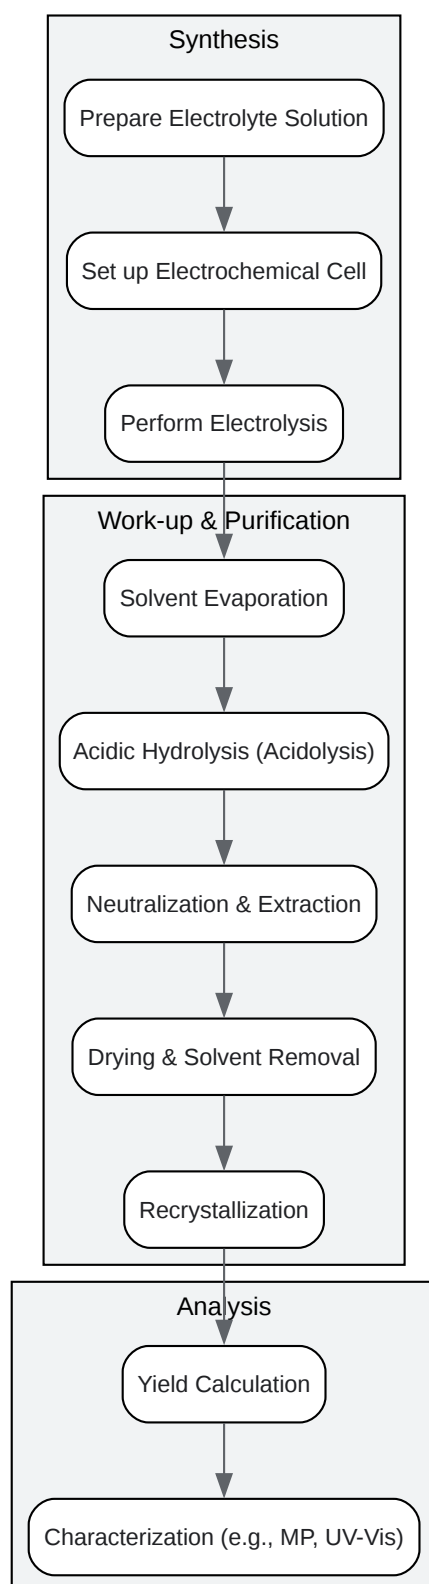 Synthesis
Prepare Electrolyte Solution
Set up Electrochemical Cell
Perform Electrolysis
Work-up & Purification
Solvent Evaporation
Acidic Hydrolysis (Acidolysis)
Neutralization & Extraction
Drying & Solvent Removal
Recrystallization
Analysis
Yield Calculation
Characterization (e.g., MP, UV-Vis)